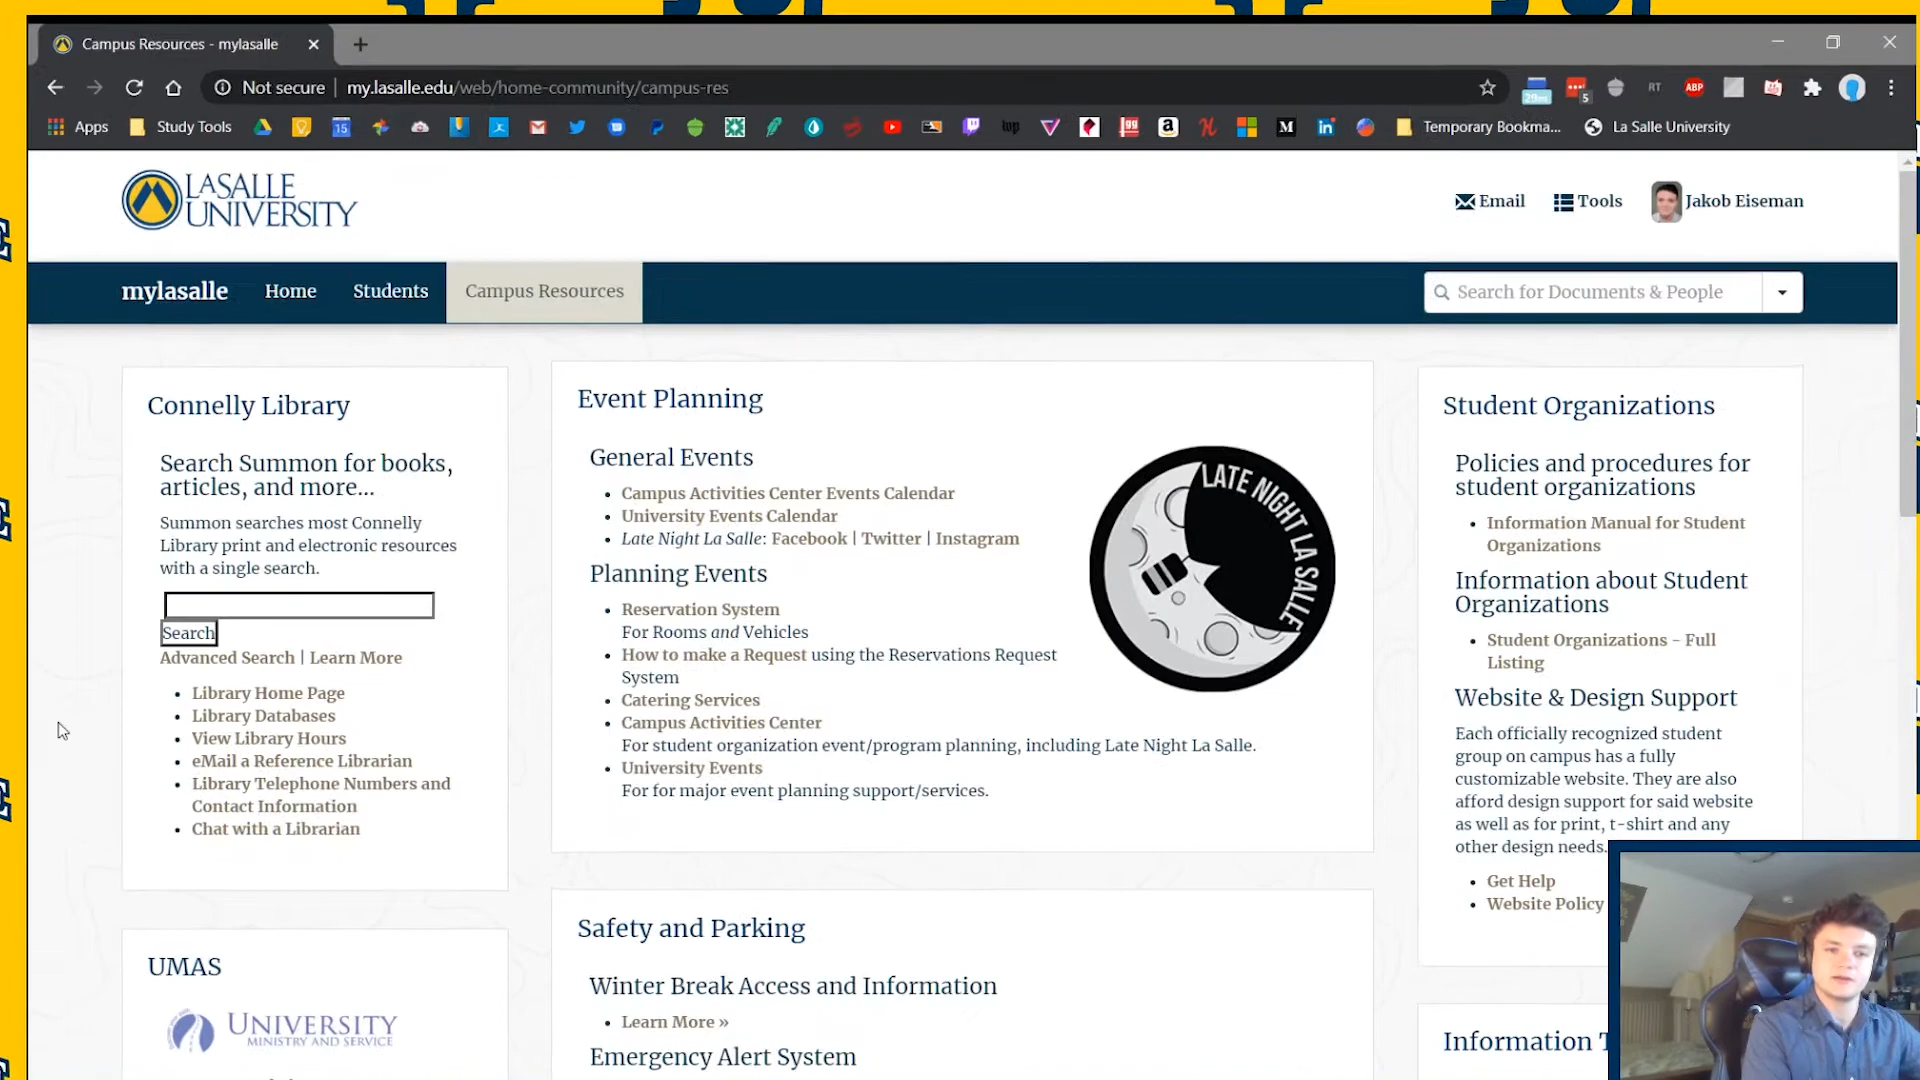 Campus Resources - mylasalle
Not secure | my.lasalle.edu/web/home-community/campus-res
29m
5
RT
ABP
Apps
Study Tools
15
wp
gg
a
M
in
Temporary Bookma...
La Salle University
LASALLE
UNIVERSITY
Email
Tools
Jakob Eiseman
mylasalle
Home
Students
Campus Resources
Search for Documents & People
Connelly Library
Search Summon for books,
articles, and more...
Summon searches most Connelly
Library print and electronic resources
with a single search.
Search
Advanced Search | Learn More
• Library Home Page
• Library Databases
• View Library Hours
• eMail a Reference Librarian
• Library Telephone Numbers and
Contact Information
• Chat with a Librarian
UMAS
UNIVERSITY
MINISTRY AND SERVICE
Event Planning
General Events
• Campus Activities Center Events Calendar
• University Events Calendar
• Late Night La Salle: Facebook | Twitter | Instagram
LATE NIGHT LA SALLE
Planning Events
• Reservation System
For Rooms and Vehicles
• How to make a Request using the Reservations Request
System
• Catering Services
• Campus Activities Center
For student organization event/program planning, including Late Night La Salle.
• University Events
For for major event planning support/services.
Safety and Parking
Winter Break Access and Information
• Learn More »
Emergency Alert System
Student Organizations
Policies and procedures for
student organizations
• Information Manual for Student
Organizations
Information about Student
Organizations
• Student Organizations - Full
Listing
Website & Design Support
Each officially recognized student
group on campus has a fully
customizable website. They are also
afford design support for said website
as well as for print, t-shirt and any
other design needs.
• Get Help
• Website Policy
Information T